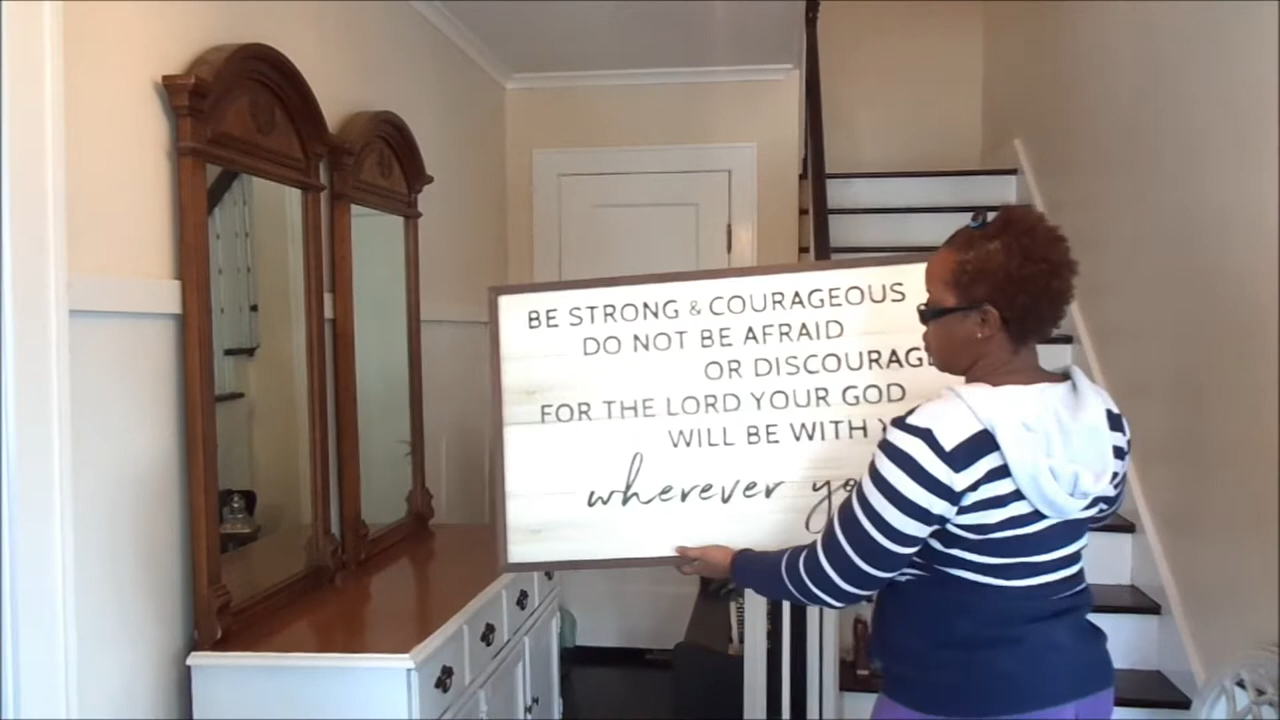 BE STRONG & COURAGEOUS
DO NOT BE AFRAID
OR DISCOURAG
FOR THE LORD YOUR GOD
WILL BE WITH
wherever